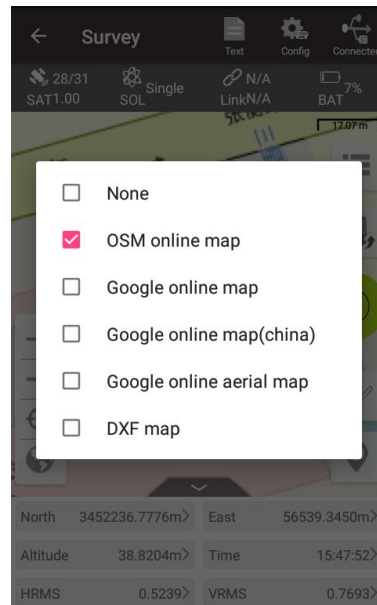 Survey
Text
Config
Connected
28/31
SAT1.00
Single
SOL
N/A
LinkN/A
7%
BAT
17.07 m
None
OSM online map
Google online map
Google online map(china)
Google online aerial map
DXF map
North 3452236.7776m> East 56539.3450m>
Altitude 38.8204m> Time 15:47:52>
HRMS 0.5239> VRMS 0.7693>